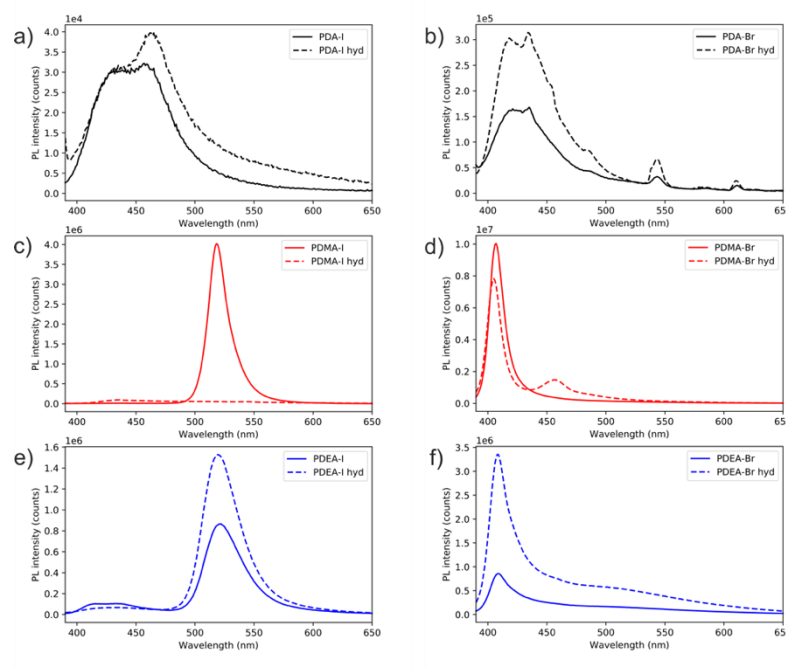 a)
1e4
PDA-I
PDA-I hyd
PL intensity (counts)
4.0
3.5
3.0
2.5
2.0
1.5
1.0
0.5
0.0
400
450
500
550
600
650
Wavelength (nm)
b)
1e5
PDA-Br
PDA-Br hyd
PL intensity (counts)
3.0
2.5
2.0
1.5
1.0
0.5
0.0
400
450
500
550
600
65
Wavelength (nm)
c)
1e6
PDMA-I
PDMA-I hyd
PL intensity (counts)
4.0
3.5
3.0
2.5
2.0
1.5
1.0
0.5
0.0
400
450
500
550
600
650
Wavelength (nm)
d)
1e7
PDMA-Br
PDMA-Br hyd
PL intensity (counts)
1.0
0.8
0.6
0.4
0.2
0.0
400
450
500
550
600
65
Wavelength (nm)
e)
1e6
PDEA-I
PDEA-I hyd
PL intensity (counts)
1.6
1.4
1.2
1.0
0.8
0.6
0.4
0.2
0.0
400
450
500
550
600
650
Wavelength (nm)
f)
1e6
PDEA-Br
PDEA-Br hyd
PL intensity (counts)
3.5
3.0
2.5
2.0
1.5
1.0
0.5
0.0
400
450
500
550
600
65
Wavelength (nm)